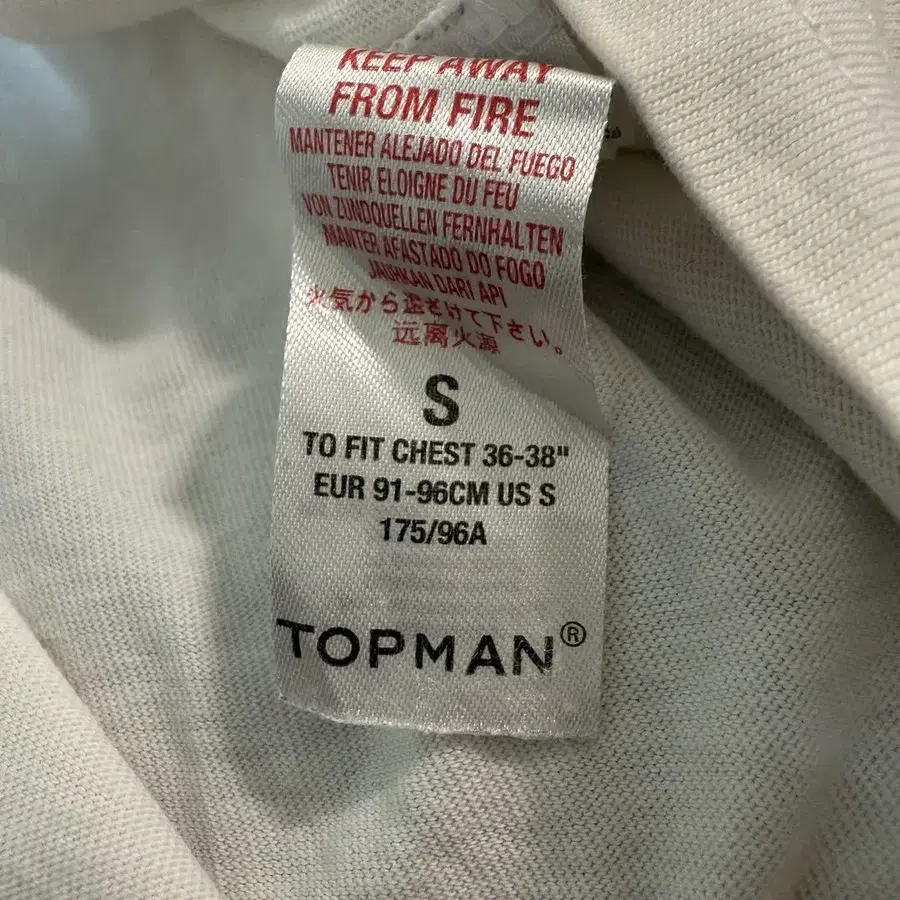 KEEP AWAY
FROM FIRE
MANTENER ALEJADO DEL FUEGO
TENIR ELOIGNE DU FEU
VON ZUNDQUELLEN FERNHALTEN
MANTER AFASTADO DO FOGO
JAUHKAN DARI API
火気から遠ざけて下さい。
远离火源
S
TO FIT CHEST 36-38"
EUR 91-96CM US S
175/96A
TOPMAN®